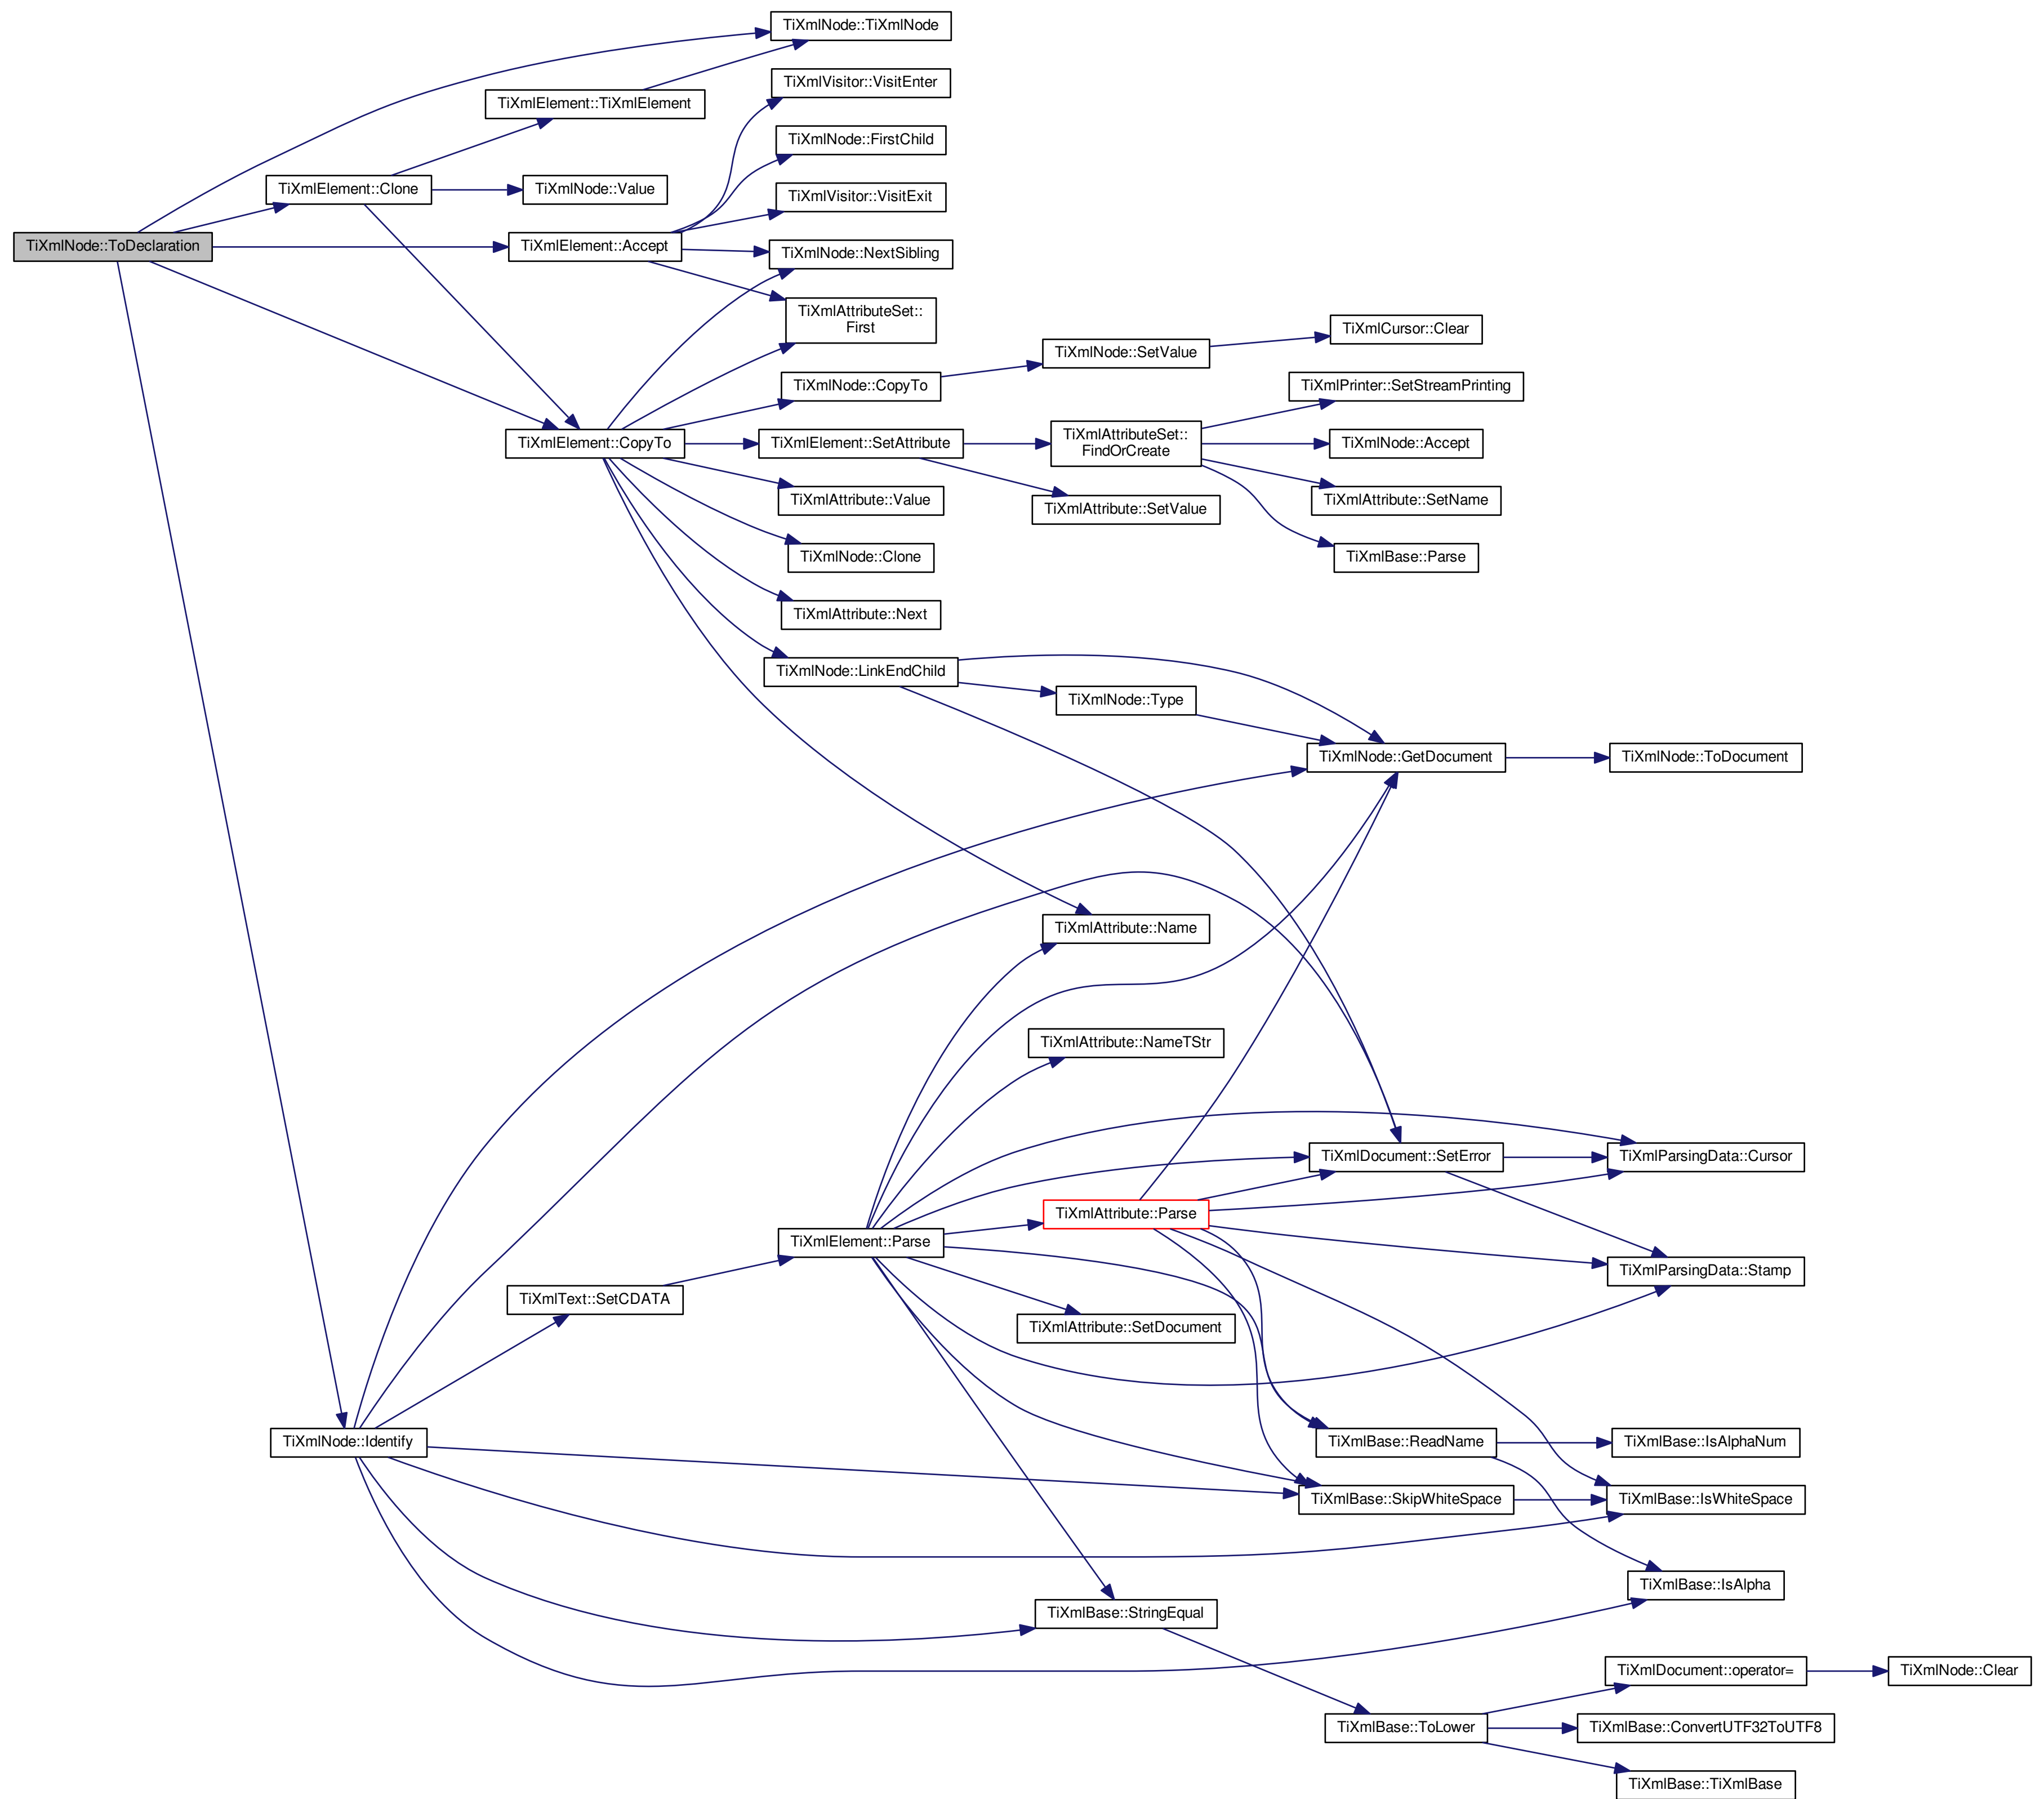 TiXmlNode::TiXmlNode
TiXmlVisitor::VisitEnter
TiXmlElement::TiXmlElement
TiXmlNode::FirstChild
TiXmlElement::Clone
TiXmlNode::Value
TiXmlVisitor::VisitExit
TiXmlNode::ToDeclaration
TiXmlElement::Accept
TiXmlNode::NextSibling
TiXmlAttributeSet::
First
TiXmlCursor::Clear
TiXmlNode::SetValue
TiXmlNode::CopyTo
TiXmlPrinter::SetStreamPrinting
TiXmlElement::CopyTo
TiXmlElement::SetAttribute
TiXmlAttributeSet::
FindOrCreate
TiXmlNode::Accept
TiXmlAttribute::Value
TiXmlAttribute::SetName
TiXmlAttribute::SetValue
TiXmlNode::Clone
TiXmlBase::Parse
TiXmlAttribute::Next
TiXmlNode::LinkEndChild
TiXmlNode::Type
TiXmlNode::GetDocument
TiXmlNode::ToDocument
TiXmlAttribute::Name
TiXmlAttribute::NameTStr
TiXmlDocument::SetError
TiXmlParsingData::Cursor
TiXmlAttribute::Parse
TiXmlElement::Parse
TiXmlParsingData::Stamp
TiXmlText::SetCDATA
TiXmlAttribute::SetDocument
TiXmlNode::Identify
TiXmlBase::ReadName
TiXmlBase::IsAlphaNum
TiXmlBase::SkipWhiteSpace
TiXmlBase::IsWhiteSpace
TiXmlBase::IsAlpha
TiXmlBase::StringEqual
TiXmlDocument::operator=
TiXmlNode::Clear
TiXmlBase::ToLower
TiXmlBase::ConvertUTF32ToUTF8
TiXmlBase::TiXmlBase